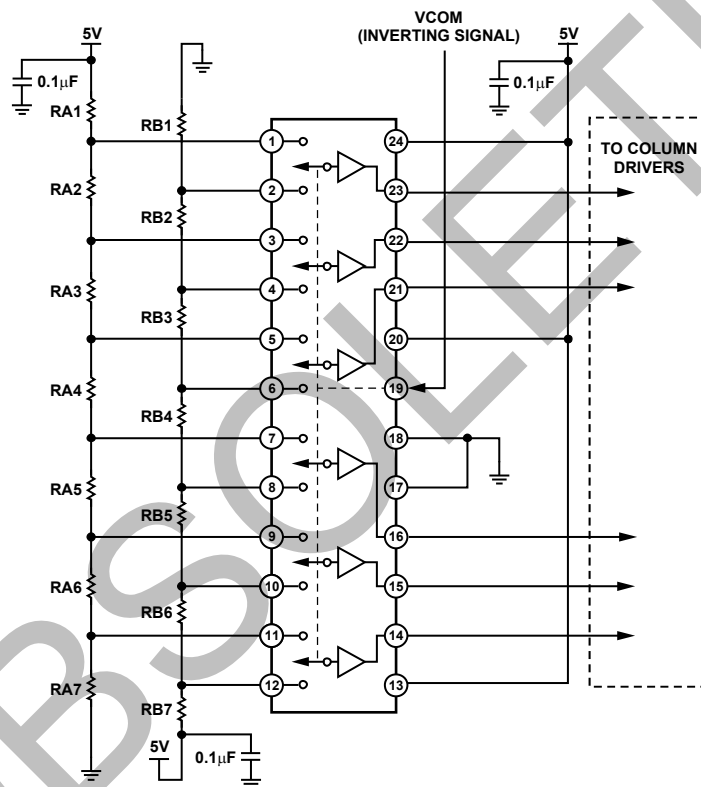 5V
0.1μF
RA1
RA2
RA3
RA4
RA5
RA6
RA7
RB1
RB2
RB3
RB4
RB5
RB6
RB7
5V
0.1μF
VCOM
(INVERTING SIGNAL)
5V
0.1μF
1
2
3
4
5
6
7
8
9
10
11
12
24
23
22
21
20
19
18
17
16
15
14
13
TO COLUMN
DRIVERS